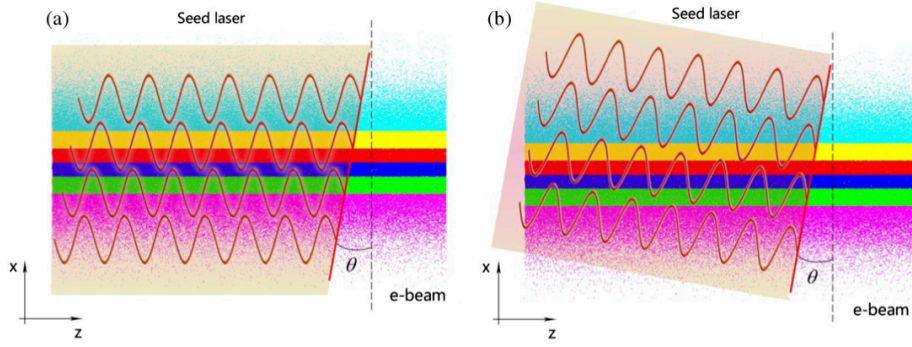 (a)
Seed laser
θ
x
z
e-beam
(b)
Seed laser
θ
x
z
e-beam